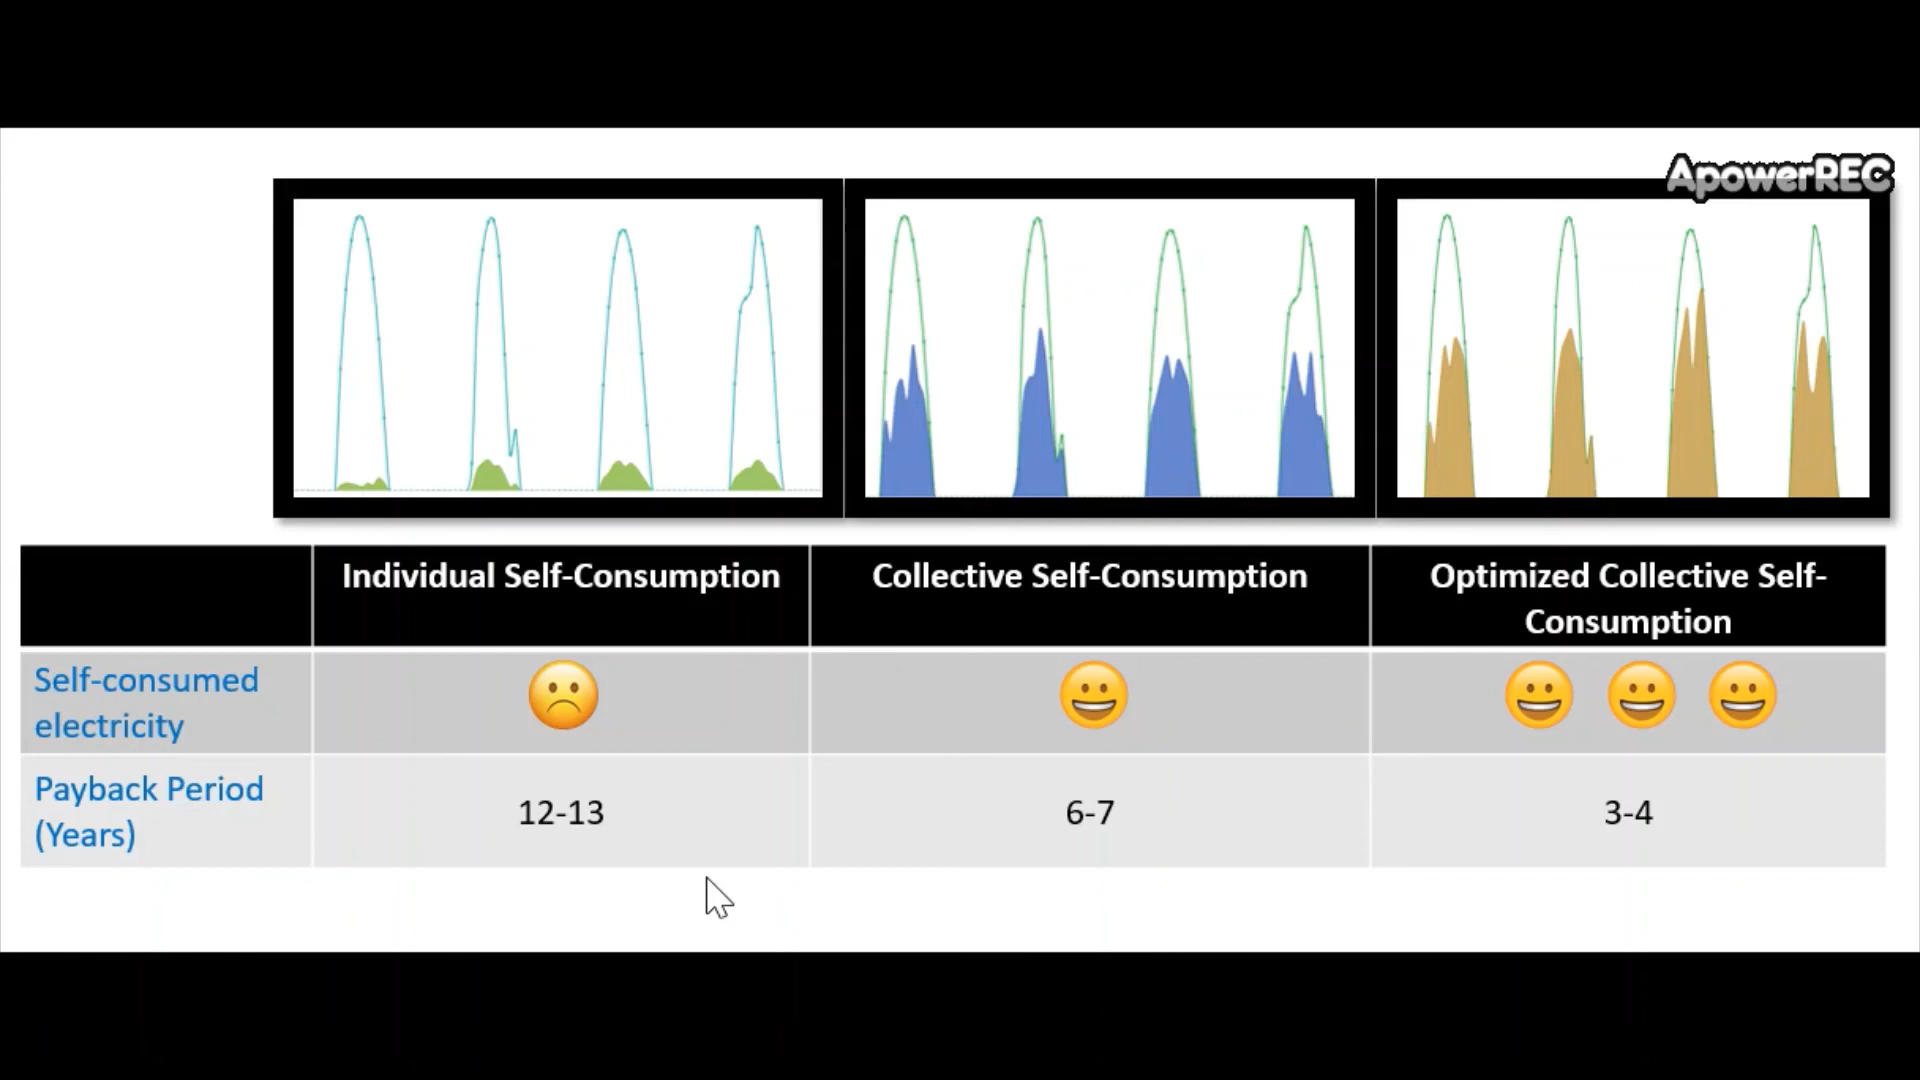 ApowerREC
Individual Self-Consumption
Collective Self-Consumption
Optimized Collective Self-
Consumption
Self-consumed
electricity
Payback Period
(Years)
12-13
6-7
3-4